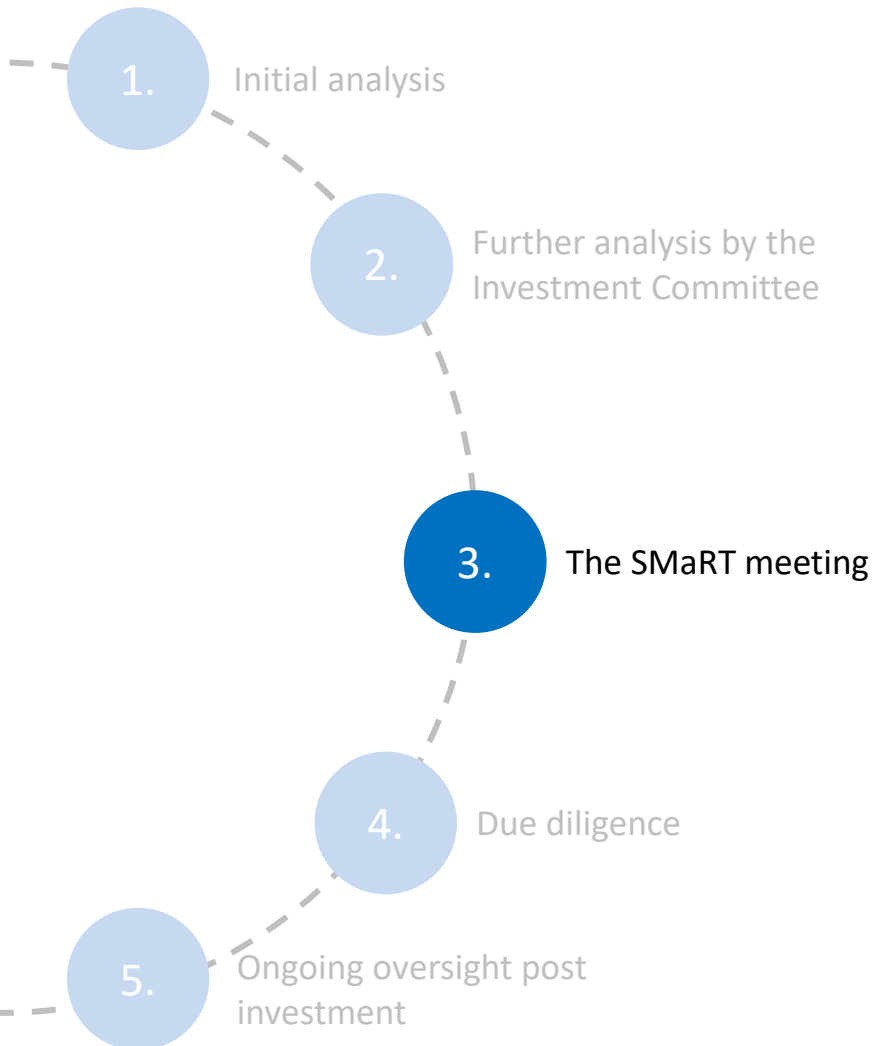 1.
Initial analysis
2.
Further analysis by the
Investment Committee
3.
The SMaRT meeting
4.
Due diligence
5.
Ongoing oversight post
investment